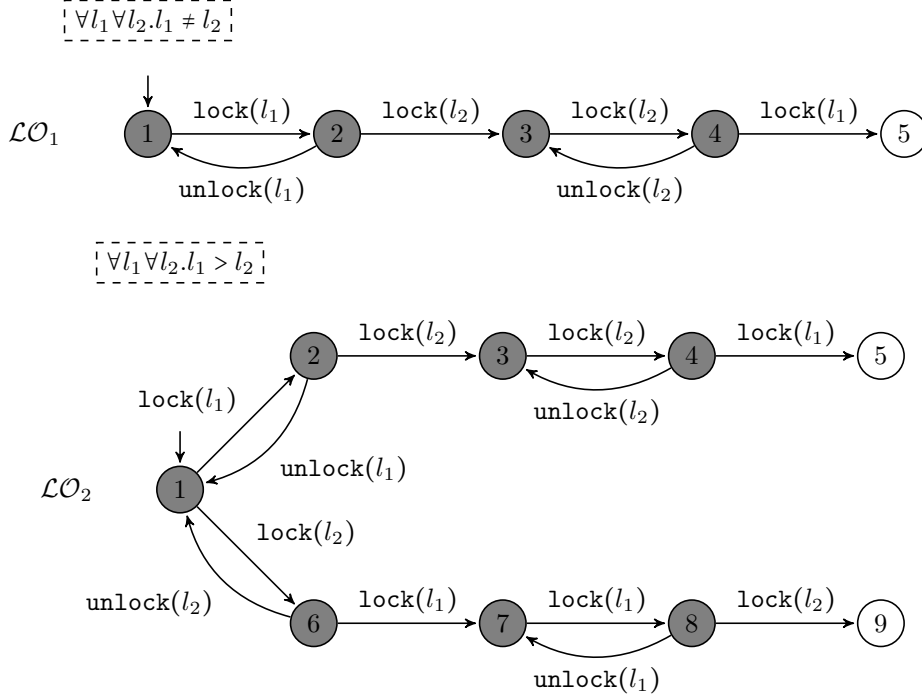 ∀l₁∀l₂.l₁ ≠ l₂
ℒ𝒪₁
1
lock(l₁)
2
lock(l₂)
3
lock(l₂)
4
lock(l₁)
5
unlock(l₁)
unlock(l₂)
∀l₁∀l₂.l₁ > l₂
2
lock(l₂)
3
lock(l₂)
4
lock(l₁)
5
lock(l₁)
unlock(l₂)
unlock(l₁)
ℒ𝒪₂
1
lock(l₂)
unlock(l₂)
6
lock(l₁)
7
lock(l₁)
8
lock(l₂)
9
unlock(l₁)